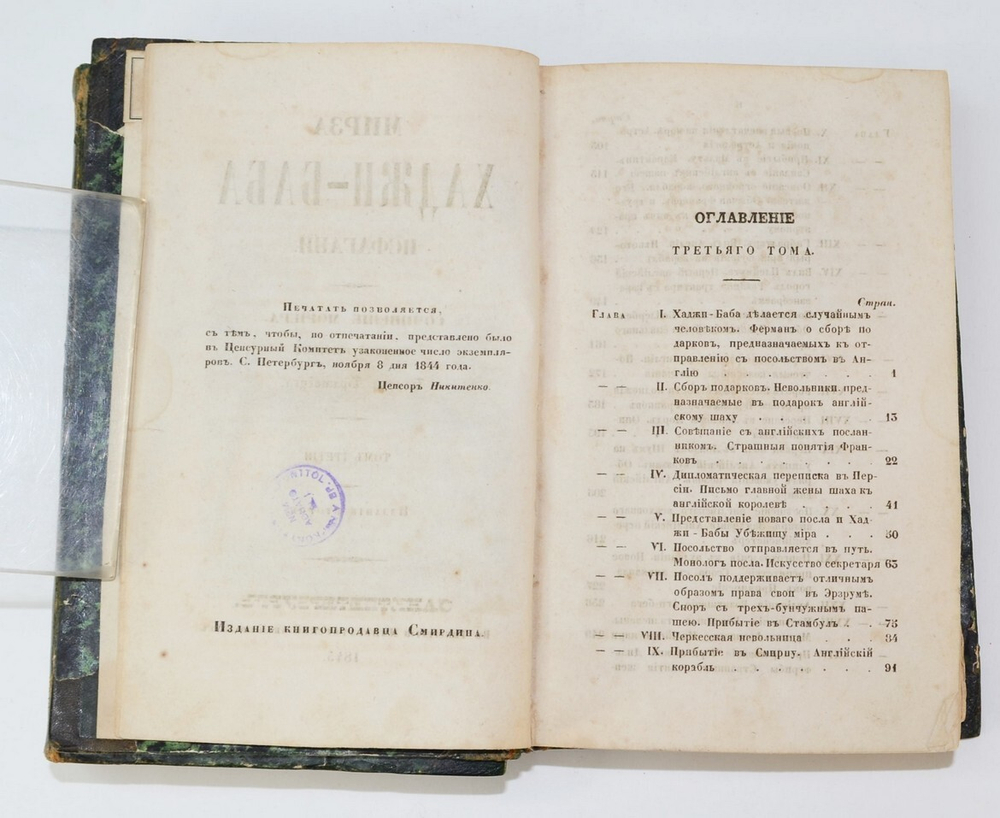 Печатать позволяется,
съ тѣмъ, чтобы, по отпечатаніи, представлено было
въ Ценсурный Комитетъ узаконенное число экземпля-
ровъ. С. Петербургъ, ноября 8 дня 1844 года.
Ценсоръ Никитенко.
Изданіе книгопродавца Смирдина.
ОГЛАВЛЕНІЕ
ТРЕТЬЯГО ТОМА.
Стран.
Глава I. Хаджи-Баба дѣлается случайнымъ
человѣкомъ. Ферманъ о сборѣ по
дарковъ, предназначаемыхъ къ от-
правленію съ посольствомъ въ Ан-
глію . . . . . . . 1
— — II. Сборъ подарковъ. Невольники, пред-
назначаемые въ подарокъ англій-
скому шаху . . . . . . 13
— — III. Совѣщаніе съ англійскихъ послан-
никомъ. Страшныя понятія Фран-
ковъ . . . . . . . . 22
— — IV. Дипломатическая переписка въ Пер-
сіи. Письмо главной жены шаха къ
англійской королевѣ . . . . 41
— — V. Представленіе новаго посла и Хад-
жи-Бабы Убѣжищу міра . . . 50
— — VI. Посольство отправляется въ путь.
Монологъ посла. Искусство секретаря 63
— — VII. Посолъ поддерживаетъ отличнымъ
образомъ права свои въ Эрзрумѣ.
Споръ съ трехъ-бунчужнымъ па-
шею. Прибытіе въ Стамбулъ . . 75
— — VIII. Черкесская невольница . . . 84
— — IX. Прибытіе въ Смирну. Англійскій
корабль . . . . . . . 91